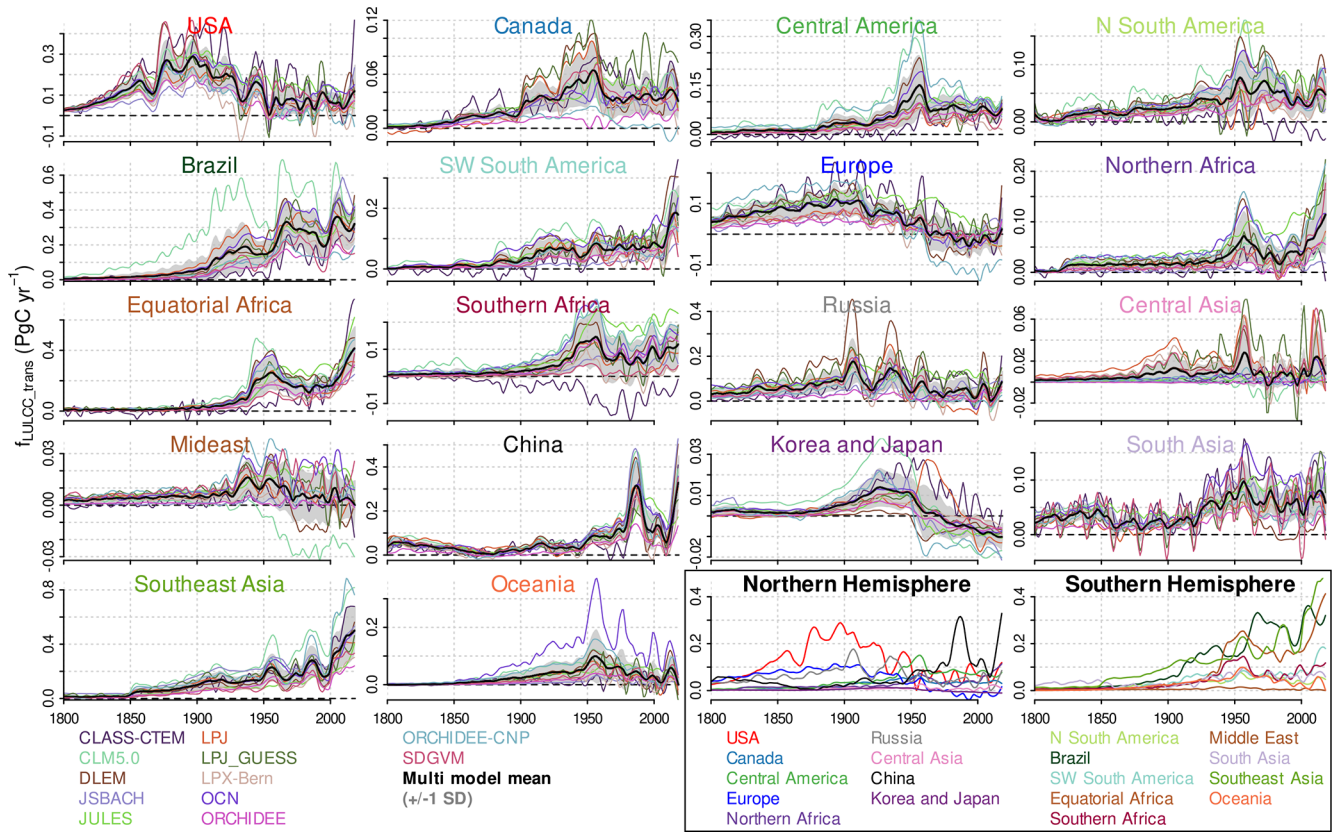 USA
Canada
Central America
N South America
-0.1 0.1 0.3
0.00 0.06 0.12
0.00 0.15 0.30
0.00 0.10
Brazil
SW South America
Europe
Northern Africa
0.0 0.2 0.4 0.6
0.0 0.2
-0.1 0.1
0.00 0.10 0.20
fLULCC_trans (PgC yr⁻¹)
Equatorial Africa
Southern Africa
Russia
Central Asia
0.0 0.4
-0.1 0.1
0.0 0.2 0.4
-0.02 0.02 0.06
Mideast
China
Korea and Japan
South Asia
-0.03 0.00 0.03
0.0 0.2 0.4
-0.02 0.01 0.03
0.00 0.10
Southeast Asia
Oceania
Northern Hemisphere
Southern Hemisphere
0.0 0.4 0.8
0.0 0.2
0.0 0.2 0.4
0.0 0.2 0.4
1800 1850 1900 1950 2000
1800 1850 1900 1950 2000
1800 1850 1900 1950 2000
1800 1850 1900 1950 2000
CLASS-CTEM
CLM5.0
DLEM
JSBACH
JULES
LPJ
LPJ_GUESS
LPX-Bern
OCN
ORCHIDEE
ORCHIDEE-CNP
SDGVM
Multi model mean
(+/-1 SD)
USA
Canada
Central America
Europe
Northern Africa
Russia
Central Asia
China
Korea and Japan
N South America
Brazil
SW South America
Equatorial Africa
Southern Africa
Middle East
South Asia
Southeast Asia
Oceania